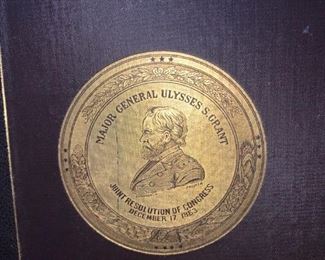 MAJOR GENERAL ULYSSES S. GRANT
JOINT RESOLUTION OF CONGRESS
DECEMBER 17 1863